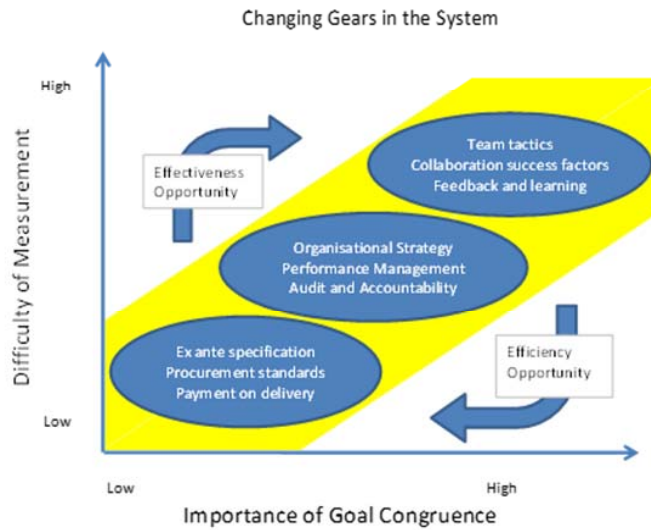 Changing Gears in the System
High
Difficulty of Measurement
Low
Effectiveness
Opportunity
Team tactics
Collaboration success factors
Feedback and learning
Organisational Strategy
Performance Management
Audit and Accountability
Ex ante specification
Procurement standards
Payment on delivery
Efficiency
Opportunity
Low
High
Importance of Goal Congruence